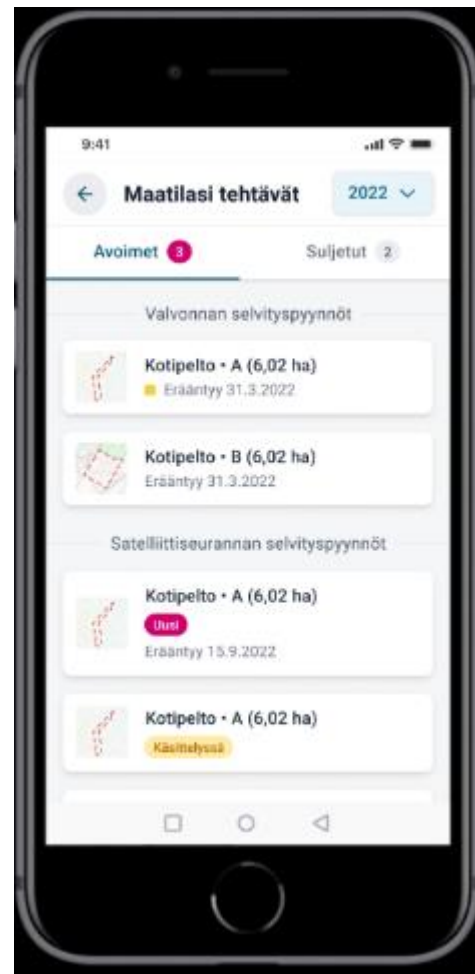 9:41
Maatilasi tehtävät
2022
Avoimet 3
Suljetut 2
Valvonnan selvityspyynnöt
Kotipelto • A (6,02 ha)
Erääntyy 31.3.2022
Kotipelto • B (6,02 ha)
Erääntyy 31.3.2022
Satelliittiseurannan selvityspyynnöt
Kotipelto • A (6,02 ha)
Uusi
Erääntyy 15.9.2022
Kotipelto • A (6,02 ha)
Käsittelyssä